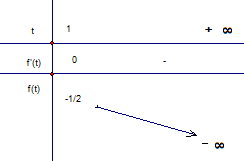 t 1 + ∞
f'(t) 0 -
f(t) -1/2
- ∞